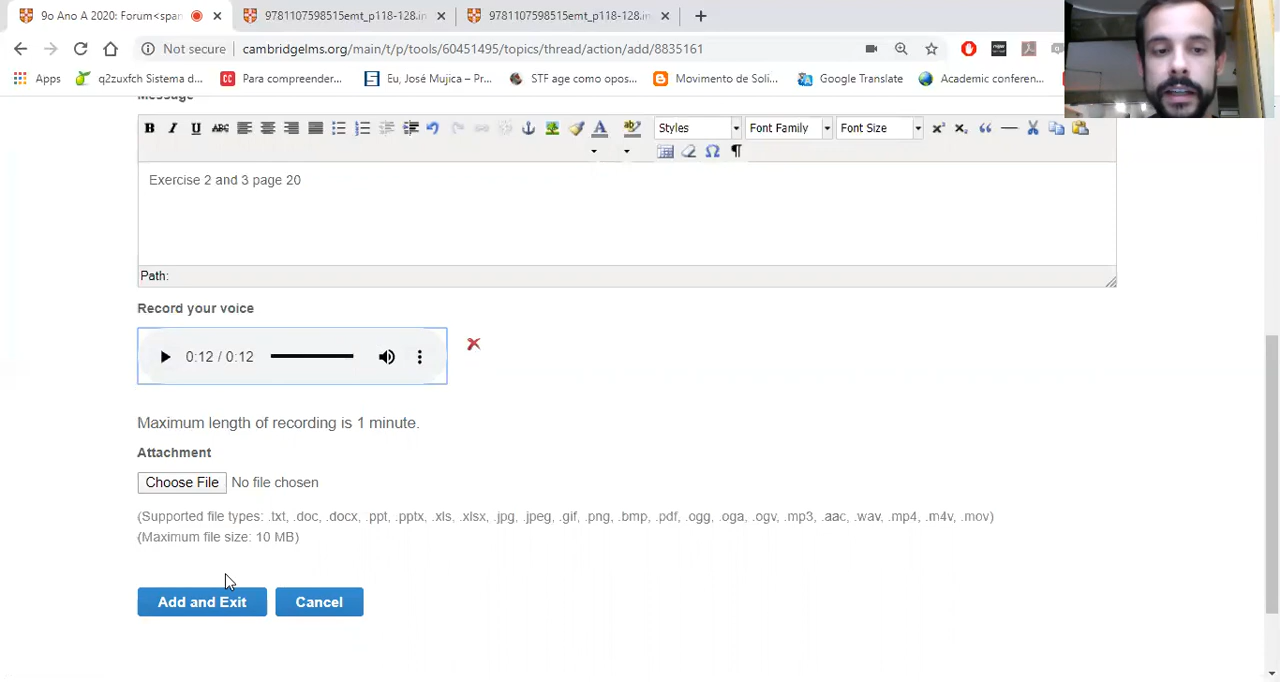 9o Ano A 2020: Forum<span
9781107598515emt_p118-128.in
9781107598515emt_p118-128.in
Not secure
cambridgelms.org/main/t/p/tools/60451495/topics/thread/action/add/8835161
Apps
q2zuxfch Sistema d...
Para compreender...
Eu, José Mujica – Pr...
STF age como opos...
Movimento de Soli...
Google Translate
Academic conferen...
Message
B I U ABC
Styles
Font Family
Font Size
Exercise 2 and 3 page 20
Path:
Record your voice
0:12 / 0:12
Maximum length of recording is 1 minute.
Attachment
Choose File No file chosen
(Supported file types: .txt, .doc, .docx, .ppt, .pptx, .xls, .xlsx, .jpg, .jpeg, .gif, .png, .bmp, .pdf, .ogg, .oga, .ogv, .mp3, .aac, .wav, .mp4, .m4v, .mov)
(Maximum file size: 10 MB)
Add and Exit
Cancel